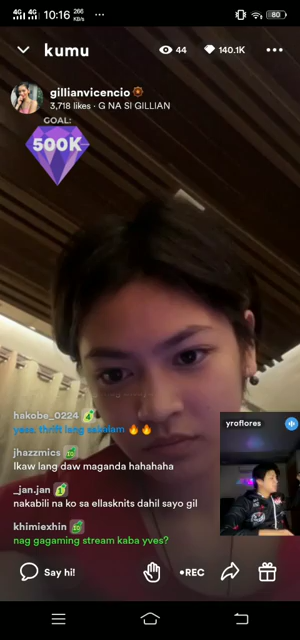 4G 4G 10:16 266 KB/s ... 80
kumu 44 140.1K
gillianvicencio
3,718 likes · G NA SI GILLIAN
GOAL:
500K
hakobe_0224
yess. thrift lang sakalam 🔥🔥
yroflores
jhazzmics
Ikaw lang daw maganda hahahaha
_jan.jan
nakabili na ko sa ellasknits dahil sayo gil
khimiexhin
nag gagaming stream kaba yves?
Say hi! •REC